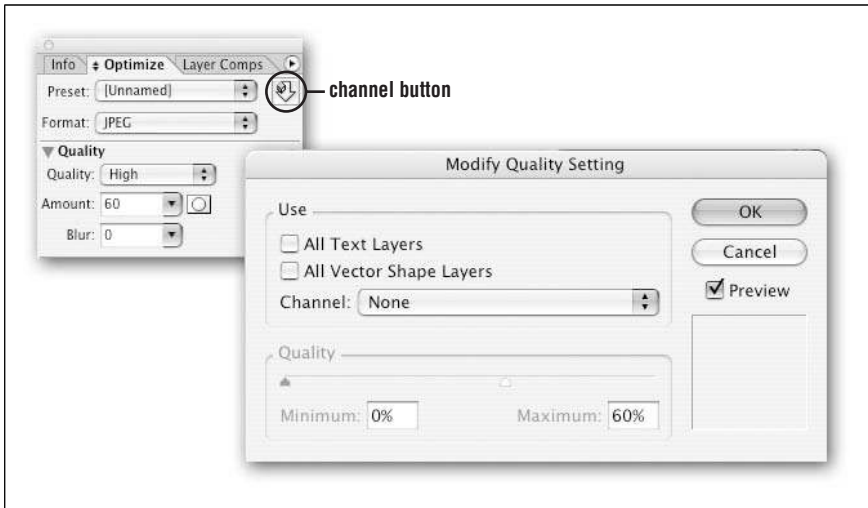 Info Optimize Layer Comps
Preset: [Unnamed]
channel button
Format: JPEG
Quality
Quality: High
Amount: 60
Blur: 0
Modify Quality Setting
Use
All Text Layers
All Vector Shape Layers
Channel: None
Quality
Minimum: 0%
Maximum: 60%
OK
Cancel
Preview